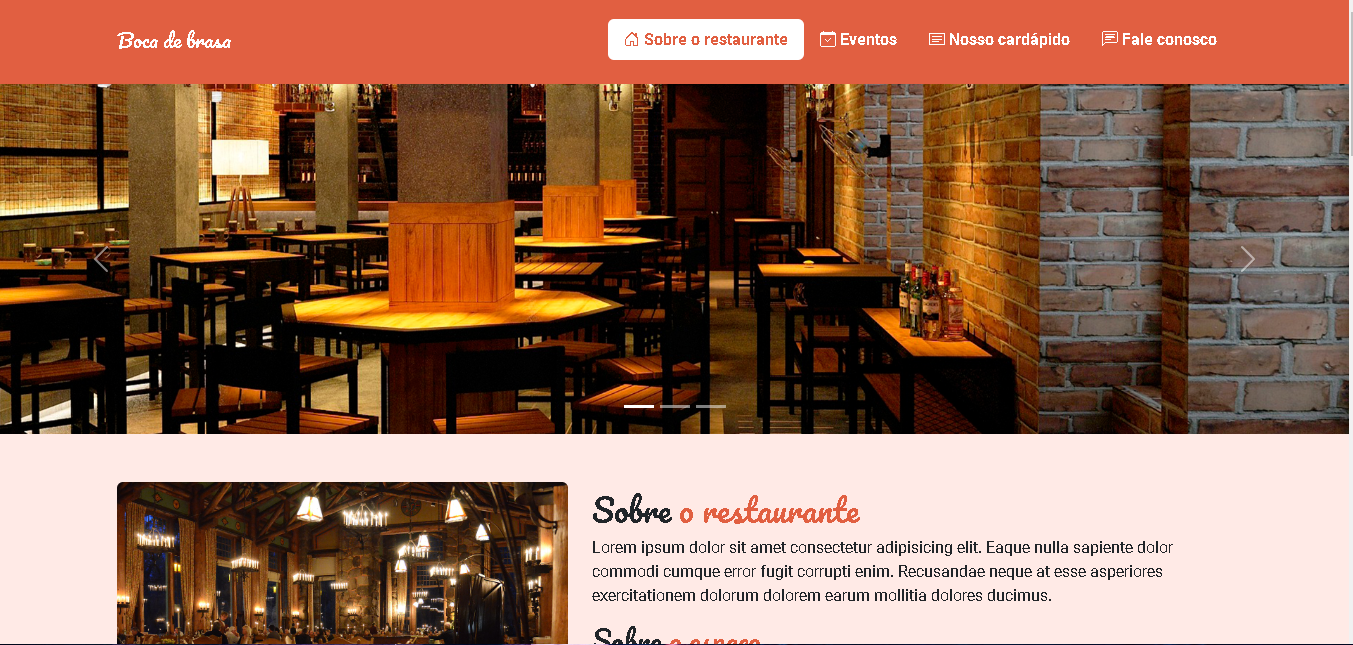 Boca de brasa
Sobre o restaurante
Eventos
Nosso cardápido
Fale conosco
Sobre o restaurante
Lorem ipsum dolor sit amet consectetur adipisicing elit. Eaque nulla sapiente dolor
commodi cumque error fugit corrupti enim. Recusandae neque at esse asperiores
exercitationem dolorum dolorem earum mollitia dolores ducimus.
Sobre o espaço